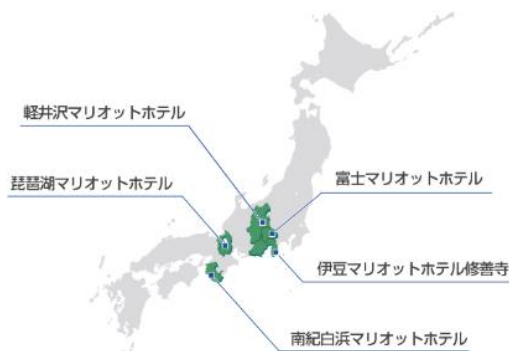 軽井沢マリオットホテル
琵琶湖マリオットホテル
富士マリオットホテル
伊豆マリオットホテル修善寺
南紀白浜マリオットホテル